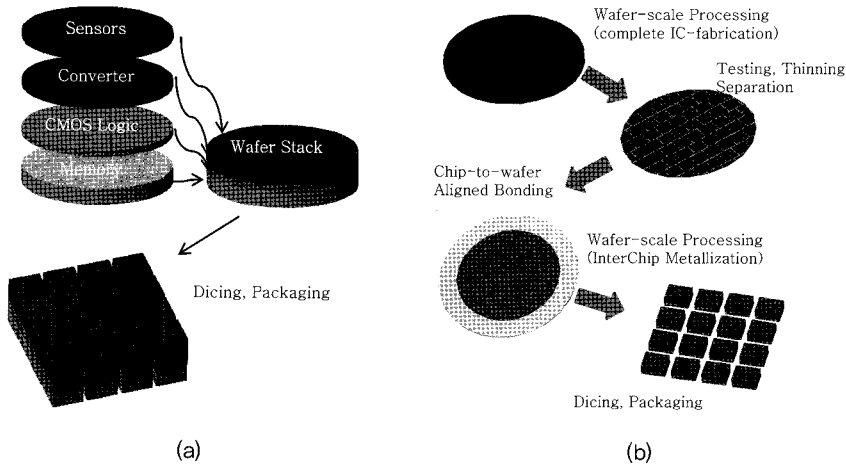 Sensors
Converter
CMOS Logic
Memory
Wafer Stack
Dicing, Packaging
(a)
Wafer-scale Processing
(complete IC-fabrication)
Testing, Thinning
Separation
Chip-to-wafer
Aligned Bonding
Wafer-scale Processing
(InterChip Metallization)
Dicing, Packaging
(b)